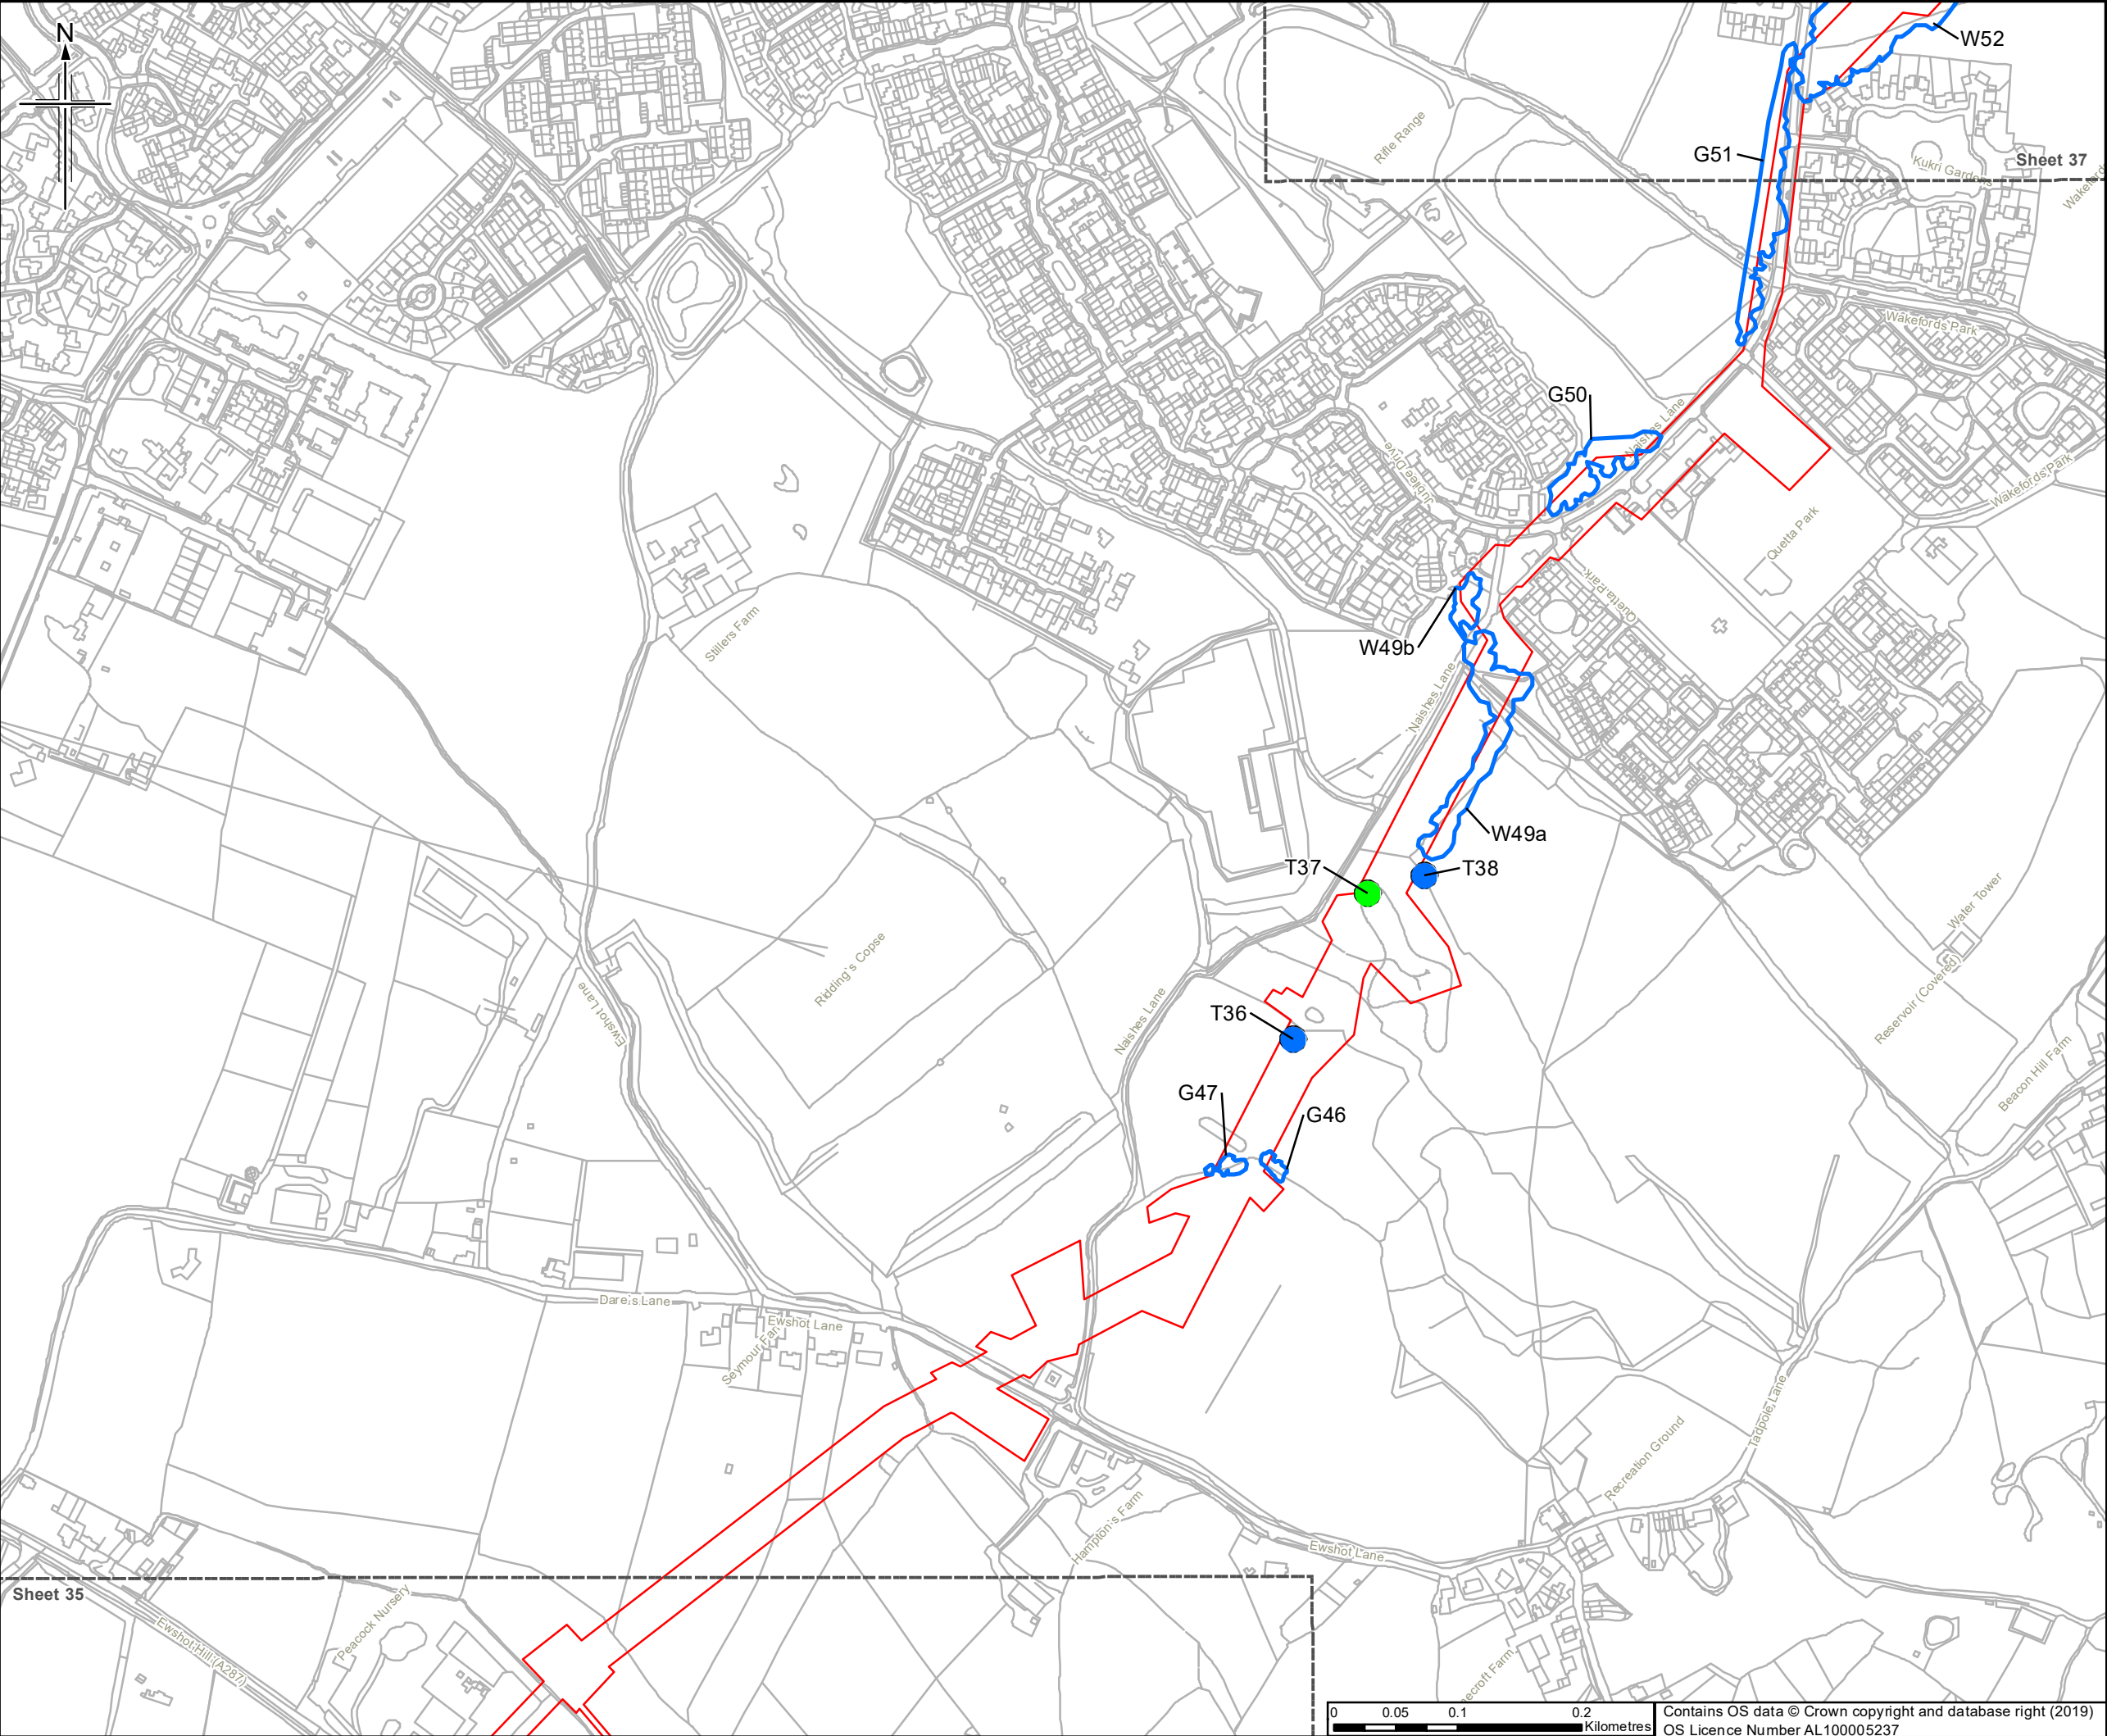 N
W52
Rifle Range
G51
Sheet 37
Kukri Gardens
Wakefords Park
G50
Naishes Lane
Jubilee Drive
Wakefords Park
Quetta Park
Quetta Park
Stillers Farm
W49b
Naishes Lane
W49a
T37
T38
Water Tower
Reservoir (Covered)
Ridding's Copse
Ewshot Lane
Naishes Lane
T36
Beacon Hill Farm
G47
G46
Dare's Lane
Ewshot Lane
Seymour Farm
Tadpole Lane
Recreation Ground
Hampton's Farm
Ewshot Lane
Sheet 35
Peacock Nursery
Ewshot Hill (A287)
0 0.05 0.1 0.2
Kilometres
Contains OS data © Crown copyright and database right (2019)
OS Licence Number AL100005237